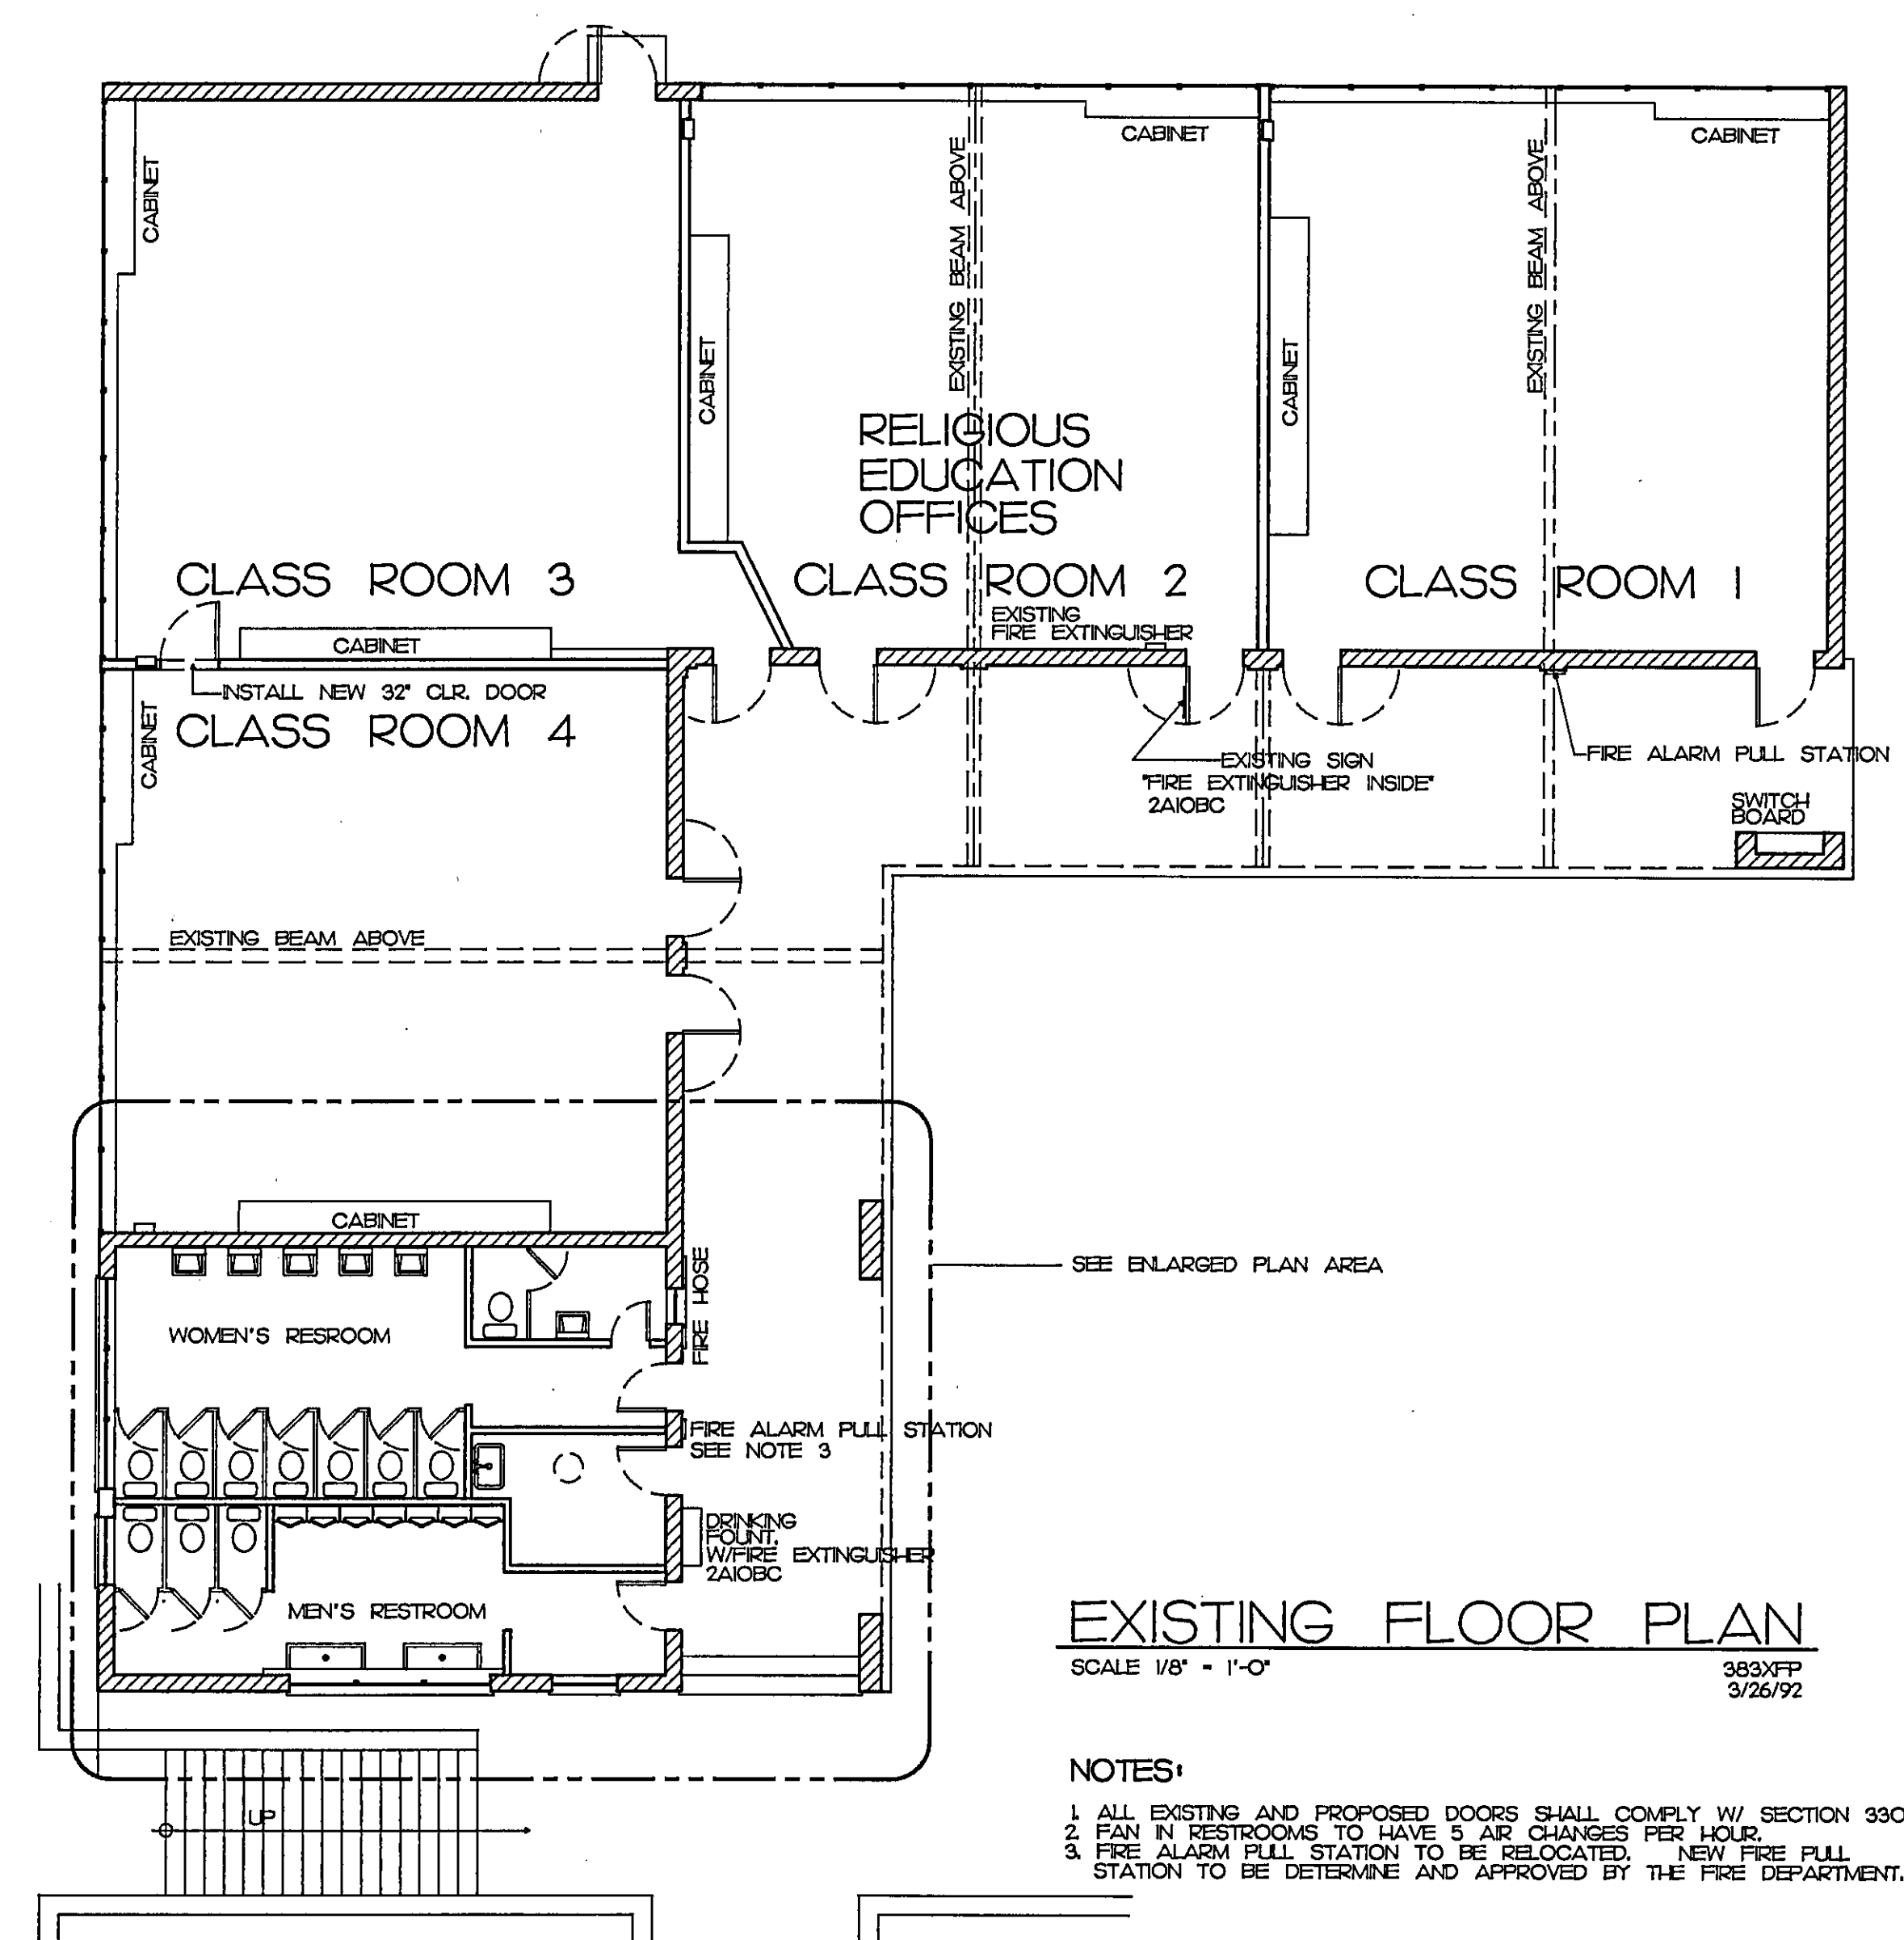 CABINET
CABINET
CABINET
EXISTING BEAM ABOVE
EXISTING BEAM ABOVE
CABINET
CABINET
RELIGIOUS
EDUCATION
OFFICES
CLASS ROOM 3
CLASS ROOM 2
CLASS ROOM 1
EXISTING
FIRE EXTINGUISHER
CABINET
INSTALL NEW 32" CLR. DOOR
CLASS ROOM 4
CABINET
EXISTING SIGN
"FIRE EXTINGUISHER INSIDE"
2A10BC
FIRE ALARM PULL STATION
SWITCH
BOARD
EXISTING BEAM ABOVE
CABINET
FIRE HOSE
SEE ENLARGED PLAN AREA
WOMEN'S RESROOM
FIRE ALARM PULL STATION
SEE NOTE 3
DRINKING
FOUNT.
W/FIRE EXTINGUISHER
2A10BC
MEN'S RESTROOM
UP
EXISTING FLOOR PLAN
SCALE 1/8" = 1'-0"
383XFP
3/26/92
NOTES:
1. ALL EXISTING AND PROPOSED DOORS SHALL COMPLY W/ SECTION 330
2. FAN IN RESTROOMS TO HAVE 5 AIR CHANGES PER HOUR.
3. FIRE ALARM PULL STATION TO BE RELOCATED. NEW FIRE PULL
STATION TO BE DETERMINE AND APPROVED BY THE FIRE DEPARTMENT.